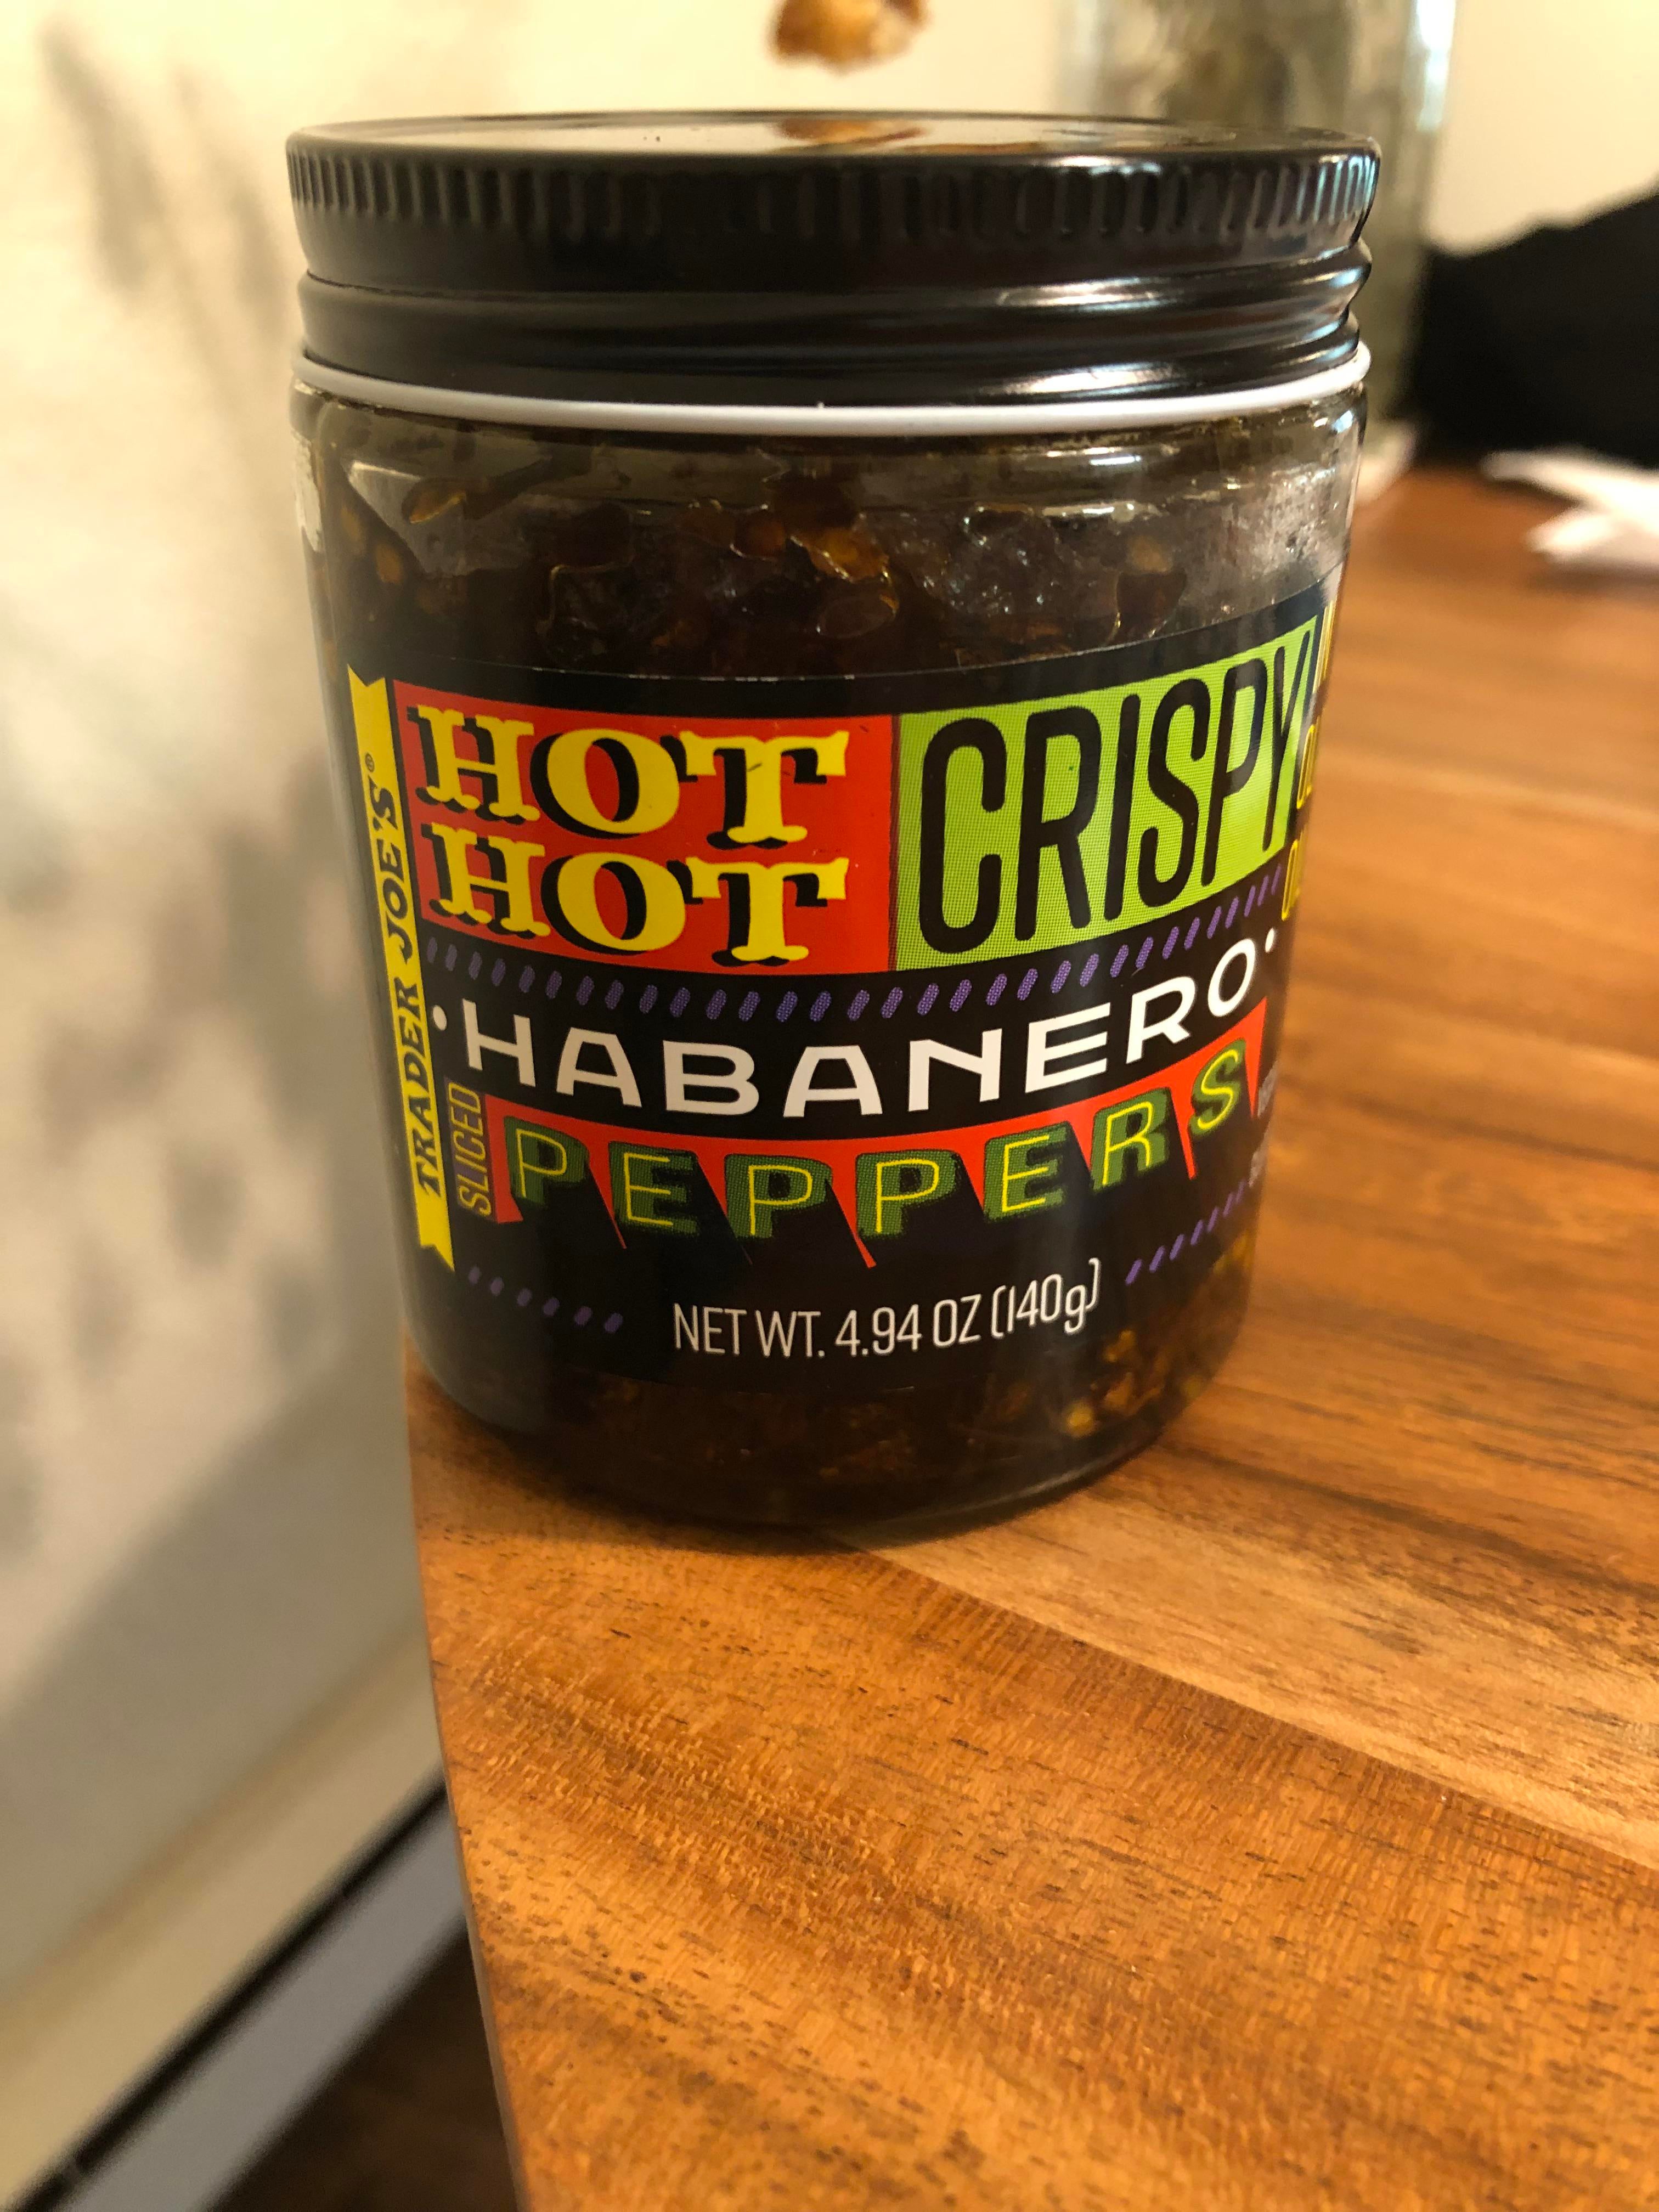 TRADER JOE'S®
HOT
HOT
CRISPY
·HABANERO·
SLICED
PEPPERS
NET WT. 4.94 OZ (140g)